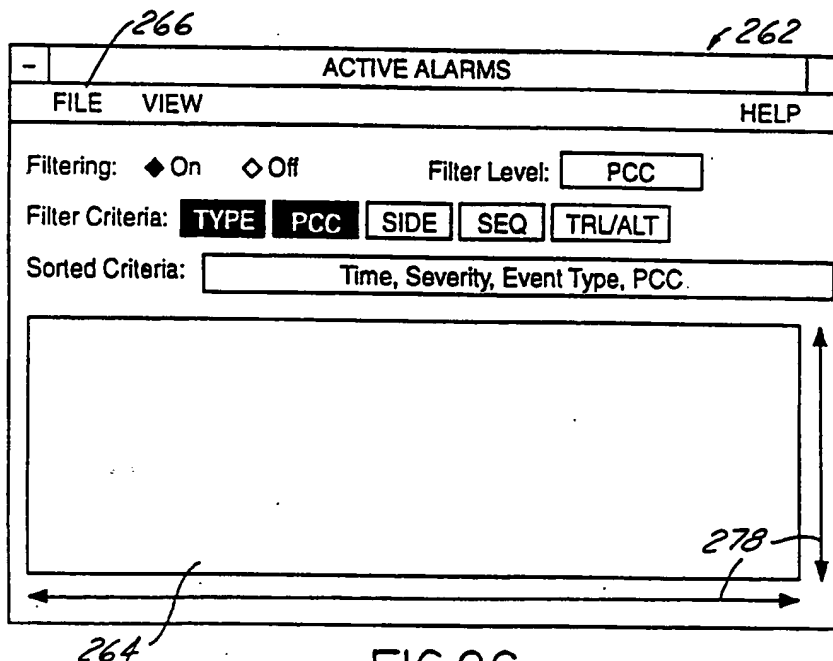 266
262
– ACTIVE ALARMS
FILE VIEW HELP
Filtering: ◆ On ◇ Off Filter Level: PCC
Filter Criteria: TYPE PCC SIDE SEQ TRL/ALT
Sorted Criteria: Time, Severity, Event Type, PCC
278
264